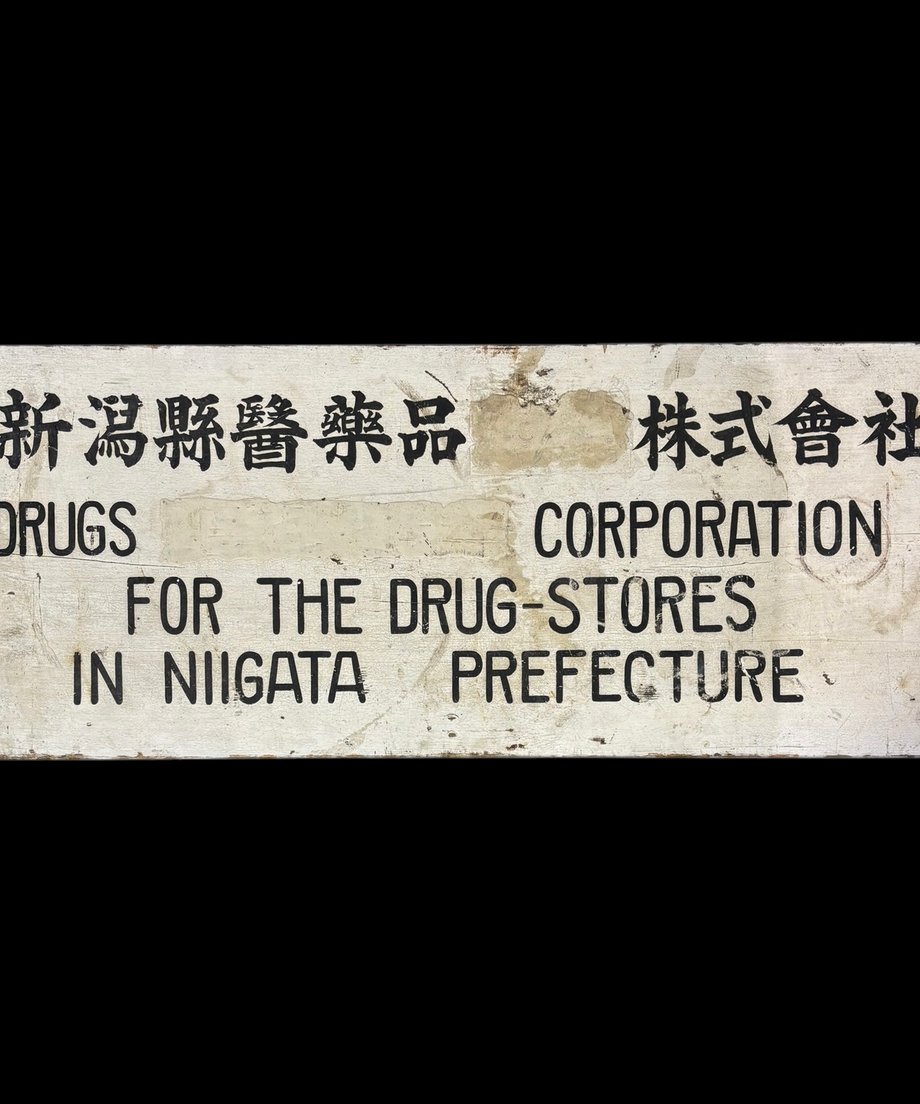 新潟縣醫藥品 株式會社
DRUGS CORPORATION
FOR THE DRUG-STORES
IN NIIGATA PREFECTURE